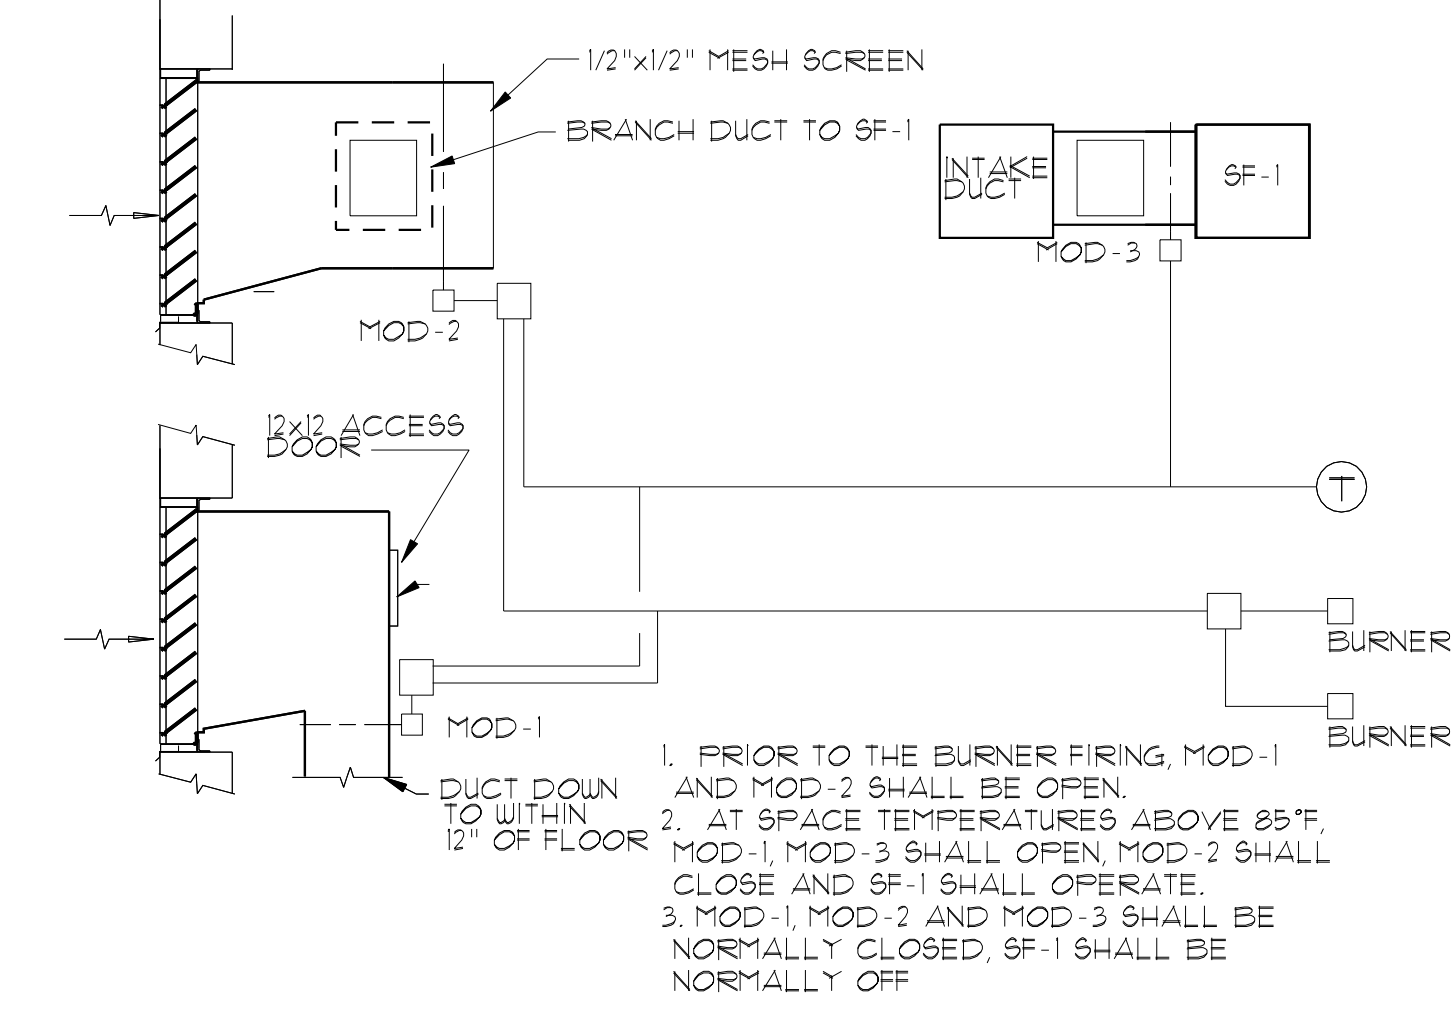 1/2"x1/2" MESH SCREEN
BRANCH DUCT TO SF-1
INTAKE
DUCT
SF-1
MOD-3
MOD-2
12x12 ACCESS
DOOR
T
BURNER
BURNER
MOD-1
DUCT DOWN
TO WITHIN
12" OF FLOOR
1. PRIOR TO THE BURNER FIRING, MOD-1
AND MOD-2 SHALL BE OPEN.
2. AT SPACE TEMPERATURES ABOVE 85°F,
MOD-1, MOD-3 SHALL OPEN, MOD-2 SHALL
CLOSE AND SF-1 SHALL OPERATE.
3. MOD-1, MOD-2 AND MOD-3 SHALL BE
NORMALLY CLOSED, SF-1 SHALL BE
NORMALLY OFF